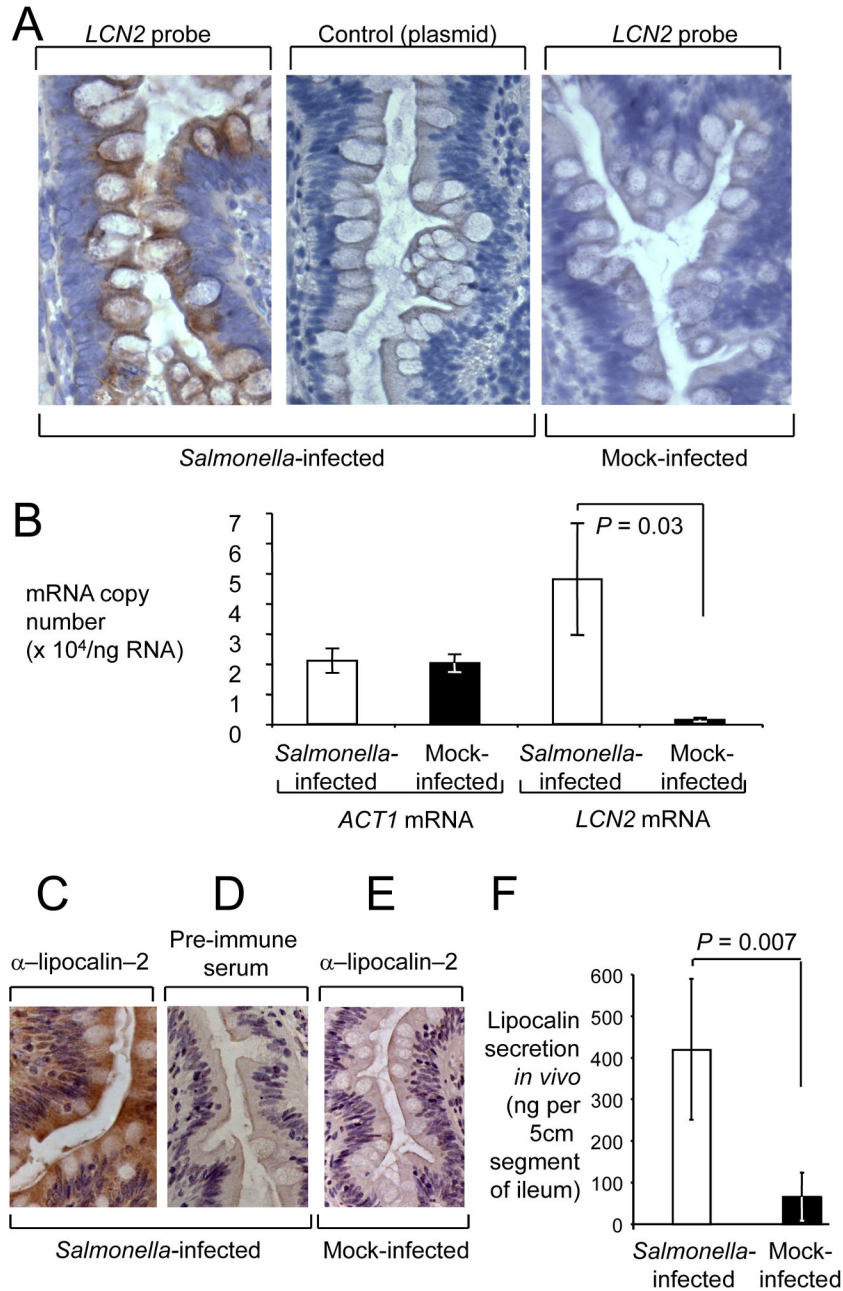 A
LCN2 probe
Control (plasmid)
LCN2 probe
Salmonella-infected
Mock-infected
B
mRNA copy
number
(x 10⁴/ng RNA)
7
6
5
4
3
2
1
0
P = 0.03
Salmonella-
infected
Mock-
infected
Salmonella-
infected
Mock-
infected
ACT1 mRNA
LCN2 mRNA
C
α–lipocalin–2
D
Pre-immune
serum
E
α–lipocalin–2
Salmonella-infected
Mock-infected
F
P = 0.007
Lipocalin
secretion
in vivo
(ng per
5cm
segment
of ileum)
600
500
400
300
200
100
0
Salmonella-
infected
Mock-
infected